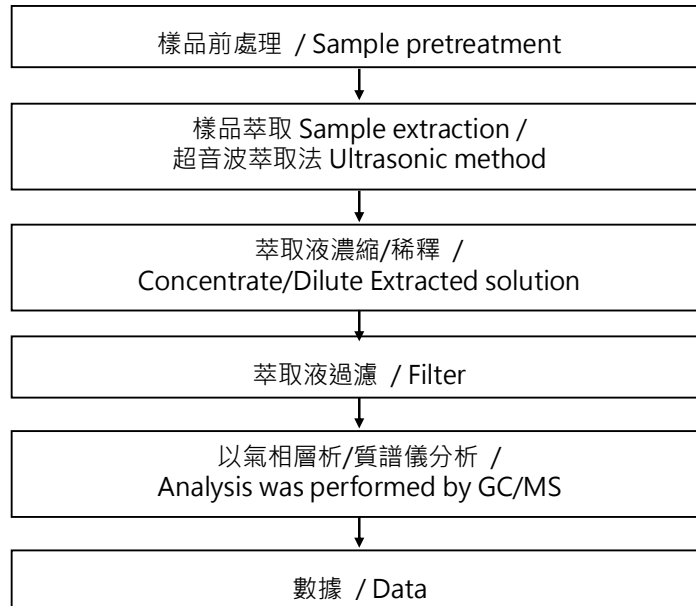 樣品前處理 / Sample pretreatment
樣品萃取 Sample extraction /
超音波萃取法 Ultrasonic method
萃取液濃縮/稀釋 /
Concentrate/Dilute Extracted solution
萃取液過濾 / Filter
以氣相層析/質譜儀分析 /
Analysis was performed by GC/MS
數據 / Data